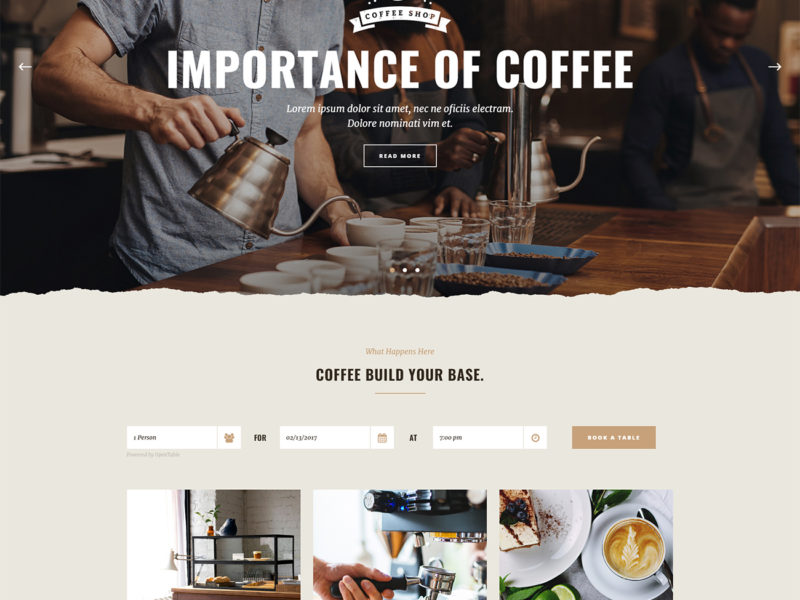 COFFEE SHOP
IMPORTANCE OF COFFEE
Lorem ipsum dolor sit amet, nec ne oficiis electram.
Dolore nominati vim et.
READ MORE
What Happens Here
COFFEE BUILD YOUR BASE.
1 Person
FOR
02/13/2017
AT
7:00 pm
BOOK A TABLE
Powered by OpenTable